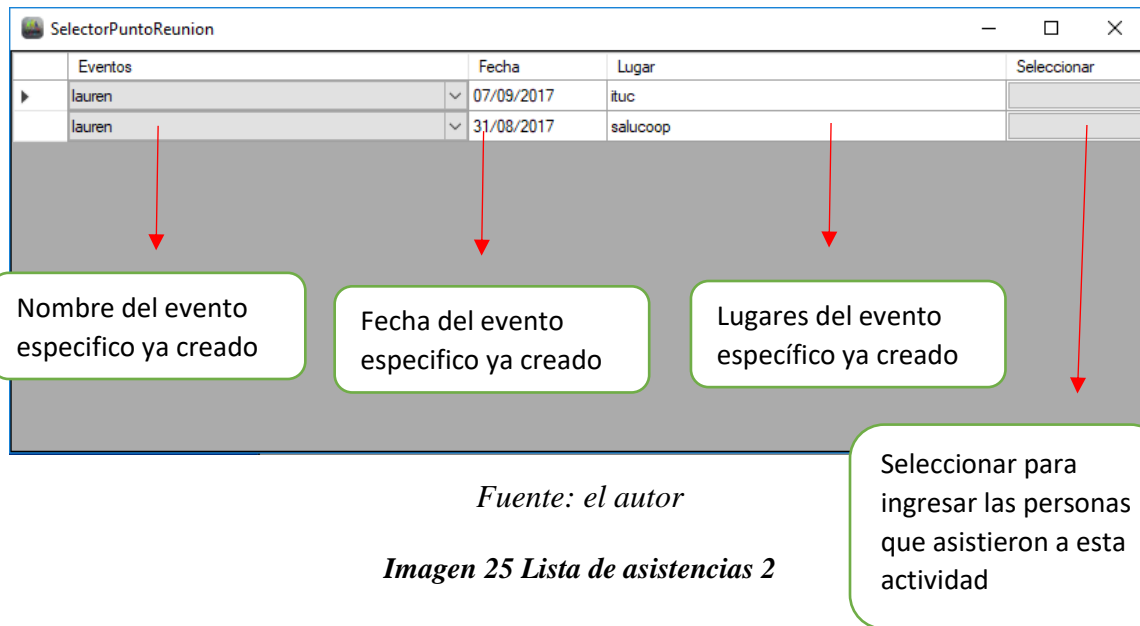 SelectorPuntoReunion
Eventos Fecha Lugar Seleccionar
lauren 07/09/2017 ituc
lauren 31/08/2017 salucoop
Nombre del evento
especifico ya creado
Fecha del evento
especifico ya creado
Lugares del evento
específico ya creado
Seleccionar para
ingresar las personas
que asistieron a esta
actividad
Fuente: el autor
Imagen 25 Lista de asistencias 2